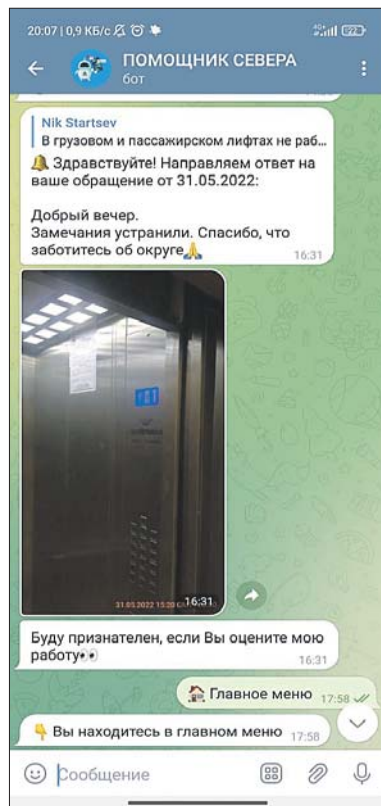 20:07 | 0,9 КБ/с
ПОМОЩНИК СЕВЕРА
бот
Nik Startsev
В грузовом и пассажирском лифтах не раб...
🔔 Здравствуйте! Направляем ответ на
ваше обращение от 31.05.2022:
Добрый вечер.
Замечания устранили. Спасибо, что
заботитесь об округе🙏
16:31
31.05.2022 15:20
16:31
Буду признателен, если Вы оцените мою
работу👀
16:31
🏠 Главное меню 17:58
👇 Вы находитесь в главном меню 17:58
Сообщение